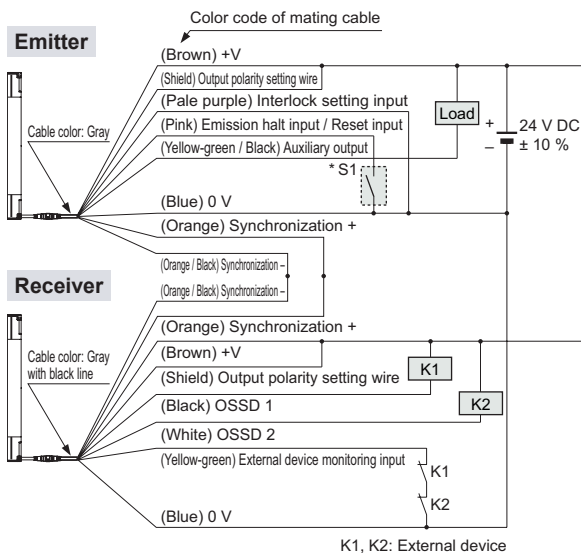 Color code of mating cable
Emitter
(Brown) +V
(Shield) Output polarity setting wire
(Pale purple) Interlock setting input
Load
+
24 V DC
Cable color: Gray
(Pink) Emission halt input / Reset input
–
± 10 %
(Yellow-green / Black) Auxiliary output
* S1
(Blue) 0 V
(Orange) Synchronization +
(Orange / Black) Synchronization –
Receiver
(Orange / Black) Synchronization –
(Orange) Synchronization +
Cable color: Gray
with black line
(Brown) +V
K1
(Shield) Output polarity setting wire
K2
(Black) OSSD 1
(White) OSSD 2
(Yellow-green) External device monitoring input
K1
K2
(Blue) 0 V
K1, K2: External device